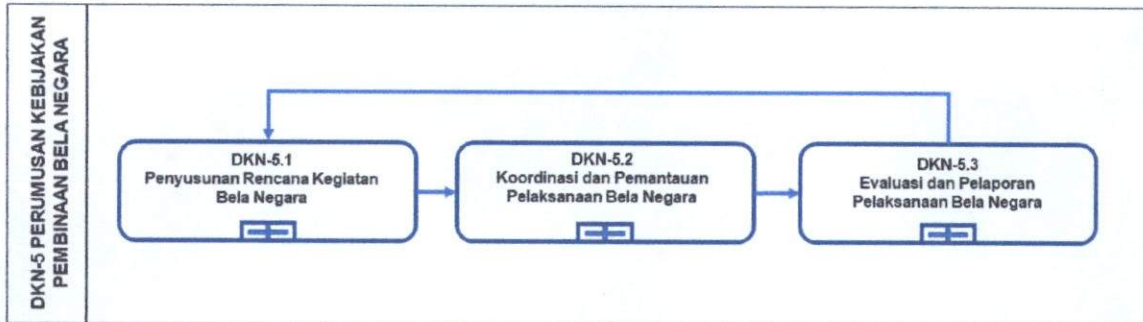 DKN-5 PERUMUSAN KEBIJAKAN
PEMBINAAN BELA NEGARA
DKN-5.1
Penyusunan Rencana Kegiatan
Bela Negara
DKN-5.2
Koordinasi dan Pemantauan
Pelaksanaan Bela Negara
DKN-5.3
Evaluasi dan Pelaporan
Pelaksanaan Bela Negara